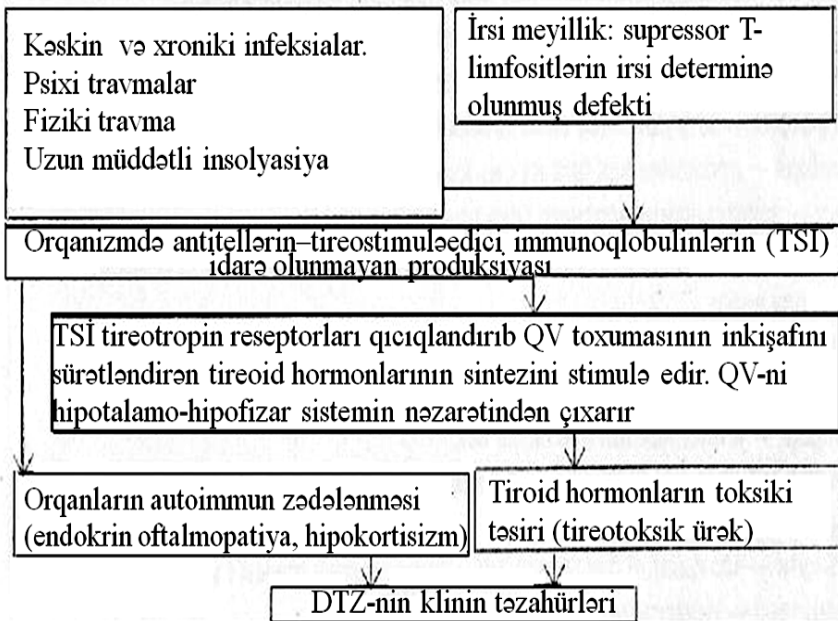 Kəskin və xroniki infeksialar.
Psixi travmalar
Fiziki travma
Uzun müddətli insolyasiya
İrsi meyillik: supressor T-
limfositlərin irsi determinə
olunmuş defekti
Orqanizmdə antitellərin–tireostimuləedici immunoqlobulinlərin (TSİ)
idarə olunmayan produksiyası
TSİ tireotropin reseptorları qıcıqlandırıb QV toxumasının inkişafını
sürətləndirən tireoid hormonlarının sintezini stimulə edir. QV-ni
hipotalamo-hipofizar sistemin nəzarətindən çıxarır
Orqanların autoimmun zədələnməsi
(endokrin oftalmopatiya, hipokortisizm)
Tiroid hormonların toksiki
təsiri (tireotoksik ürək)
DTZ-nin klinin təzahürləri